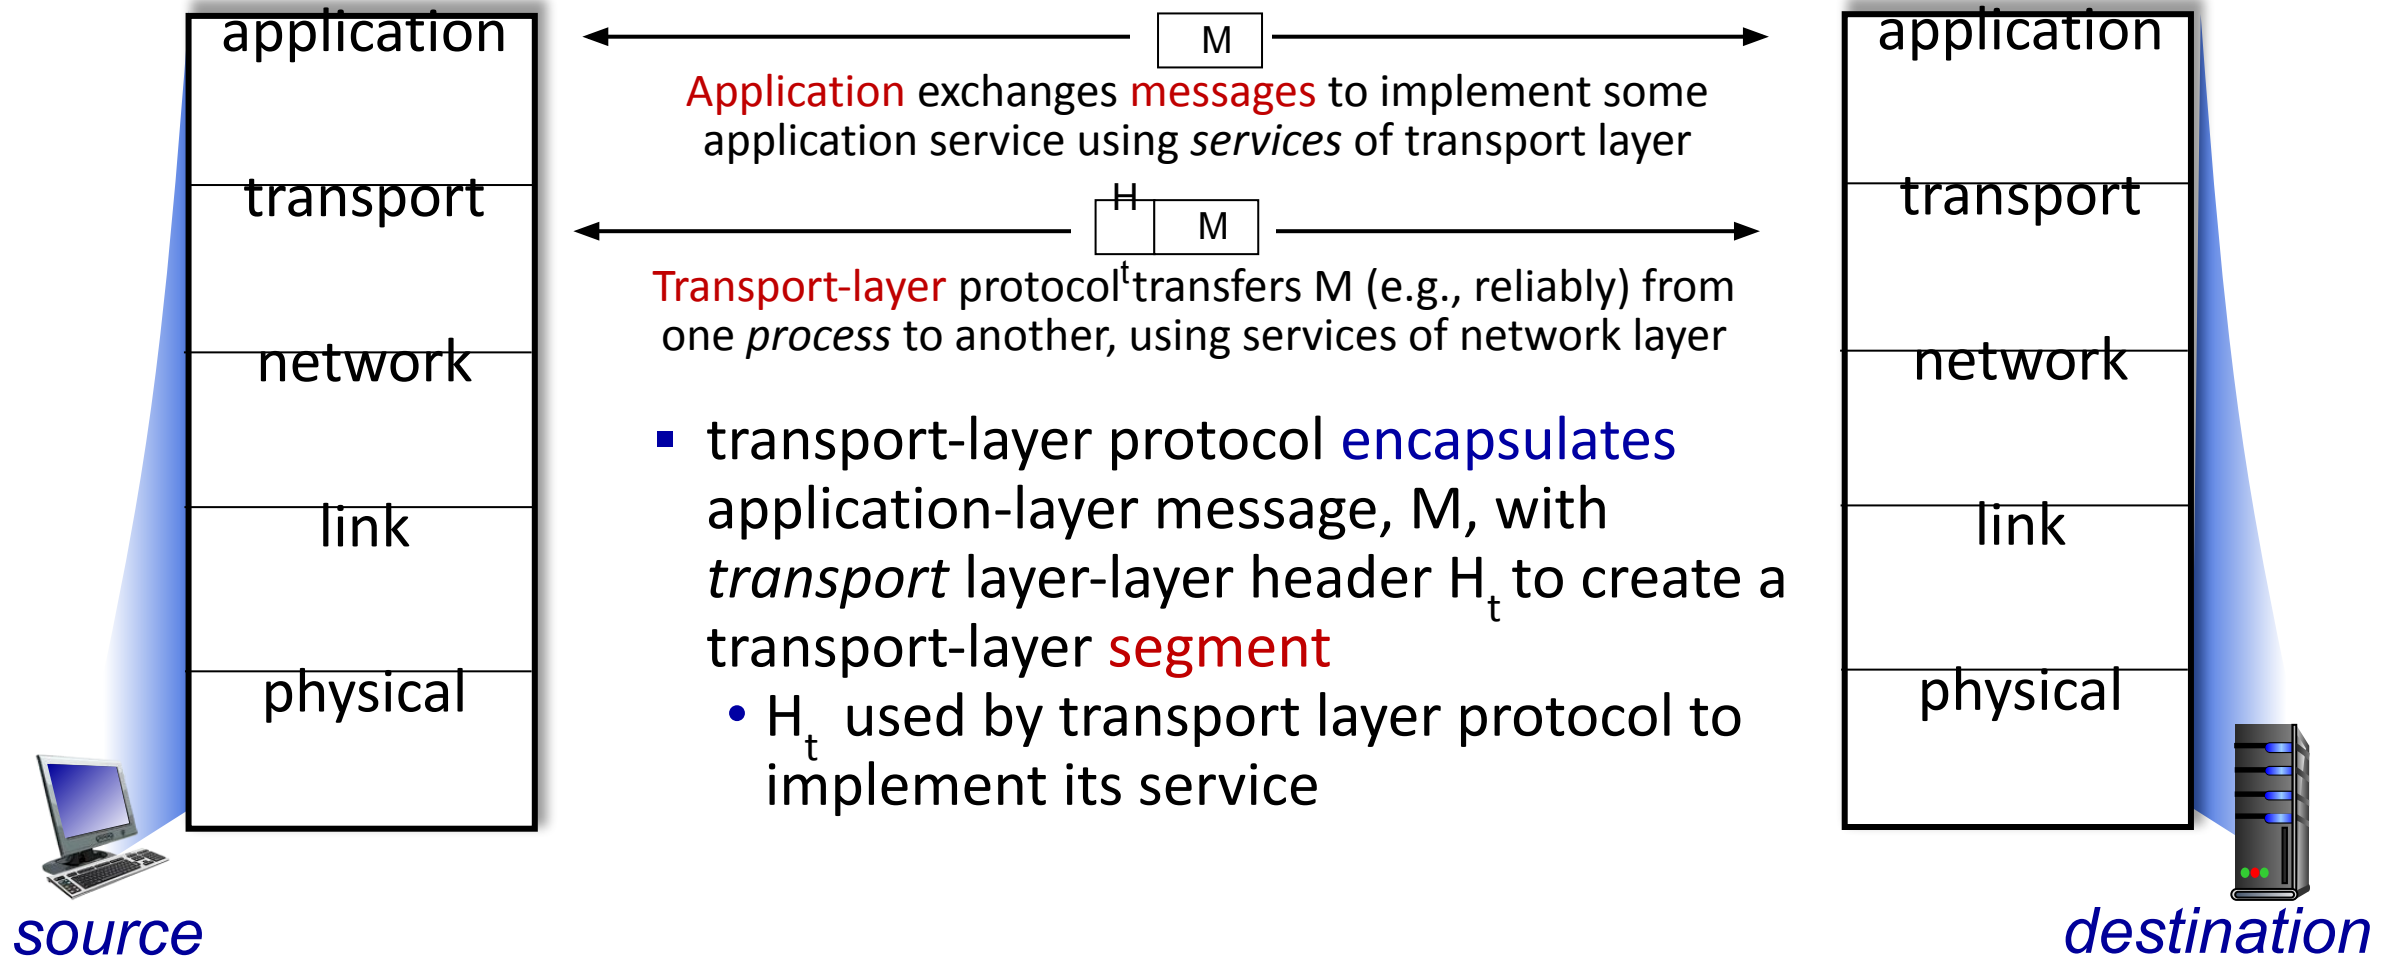 application
transport
network
link
physical
source
M
Application exchanges messages to implement some
application service using services of transport layer
H
t
M
Transport-layer protocol transfers M (e.g., reliably) from
one process to another, using services of network layer
transport-layer protocol encapsulates
application-layer message, M, with
transport layer-layer header Ht to create a
transport-layer segment
Ht used by transport layer protocol to
implement its service
application
transport
network
link
physical
destination